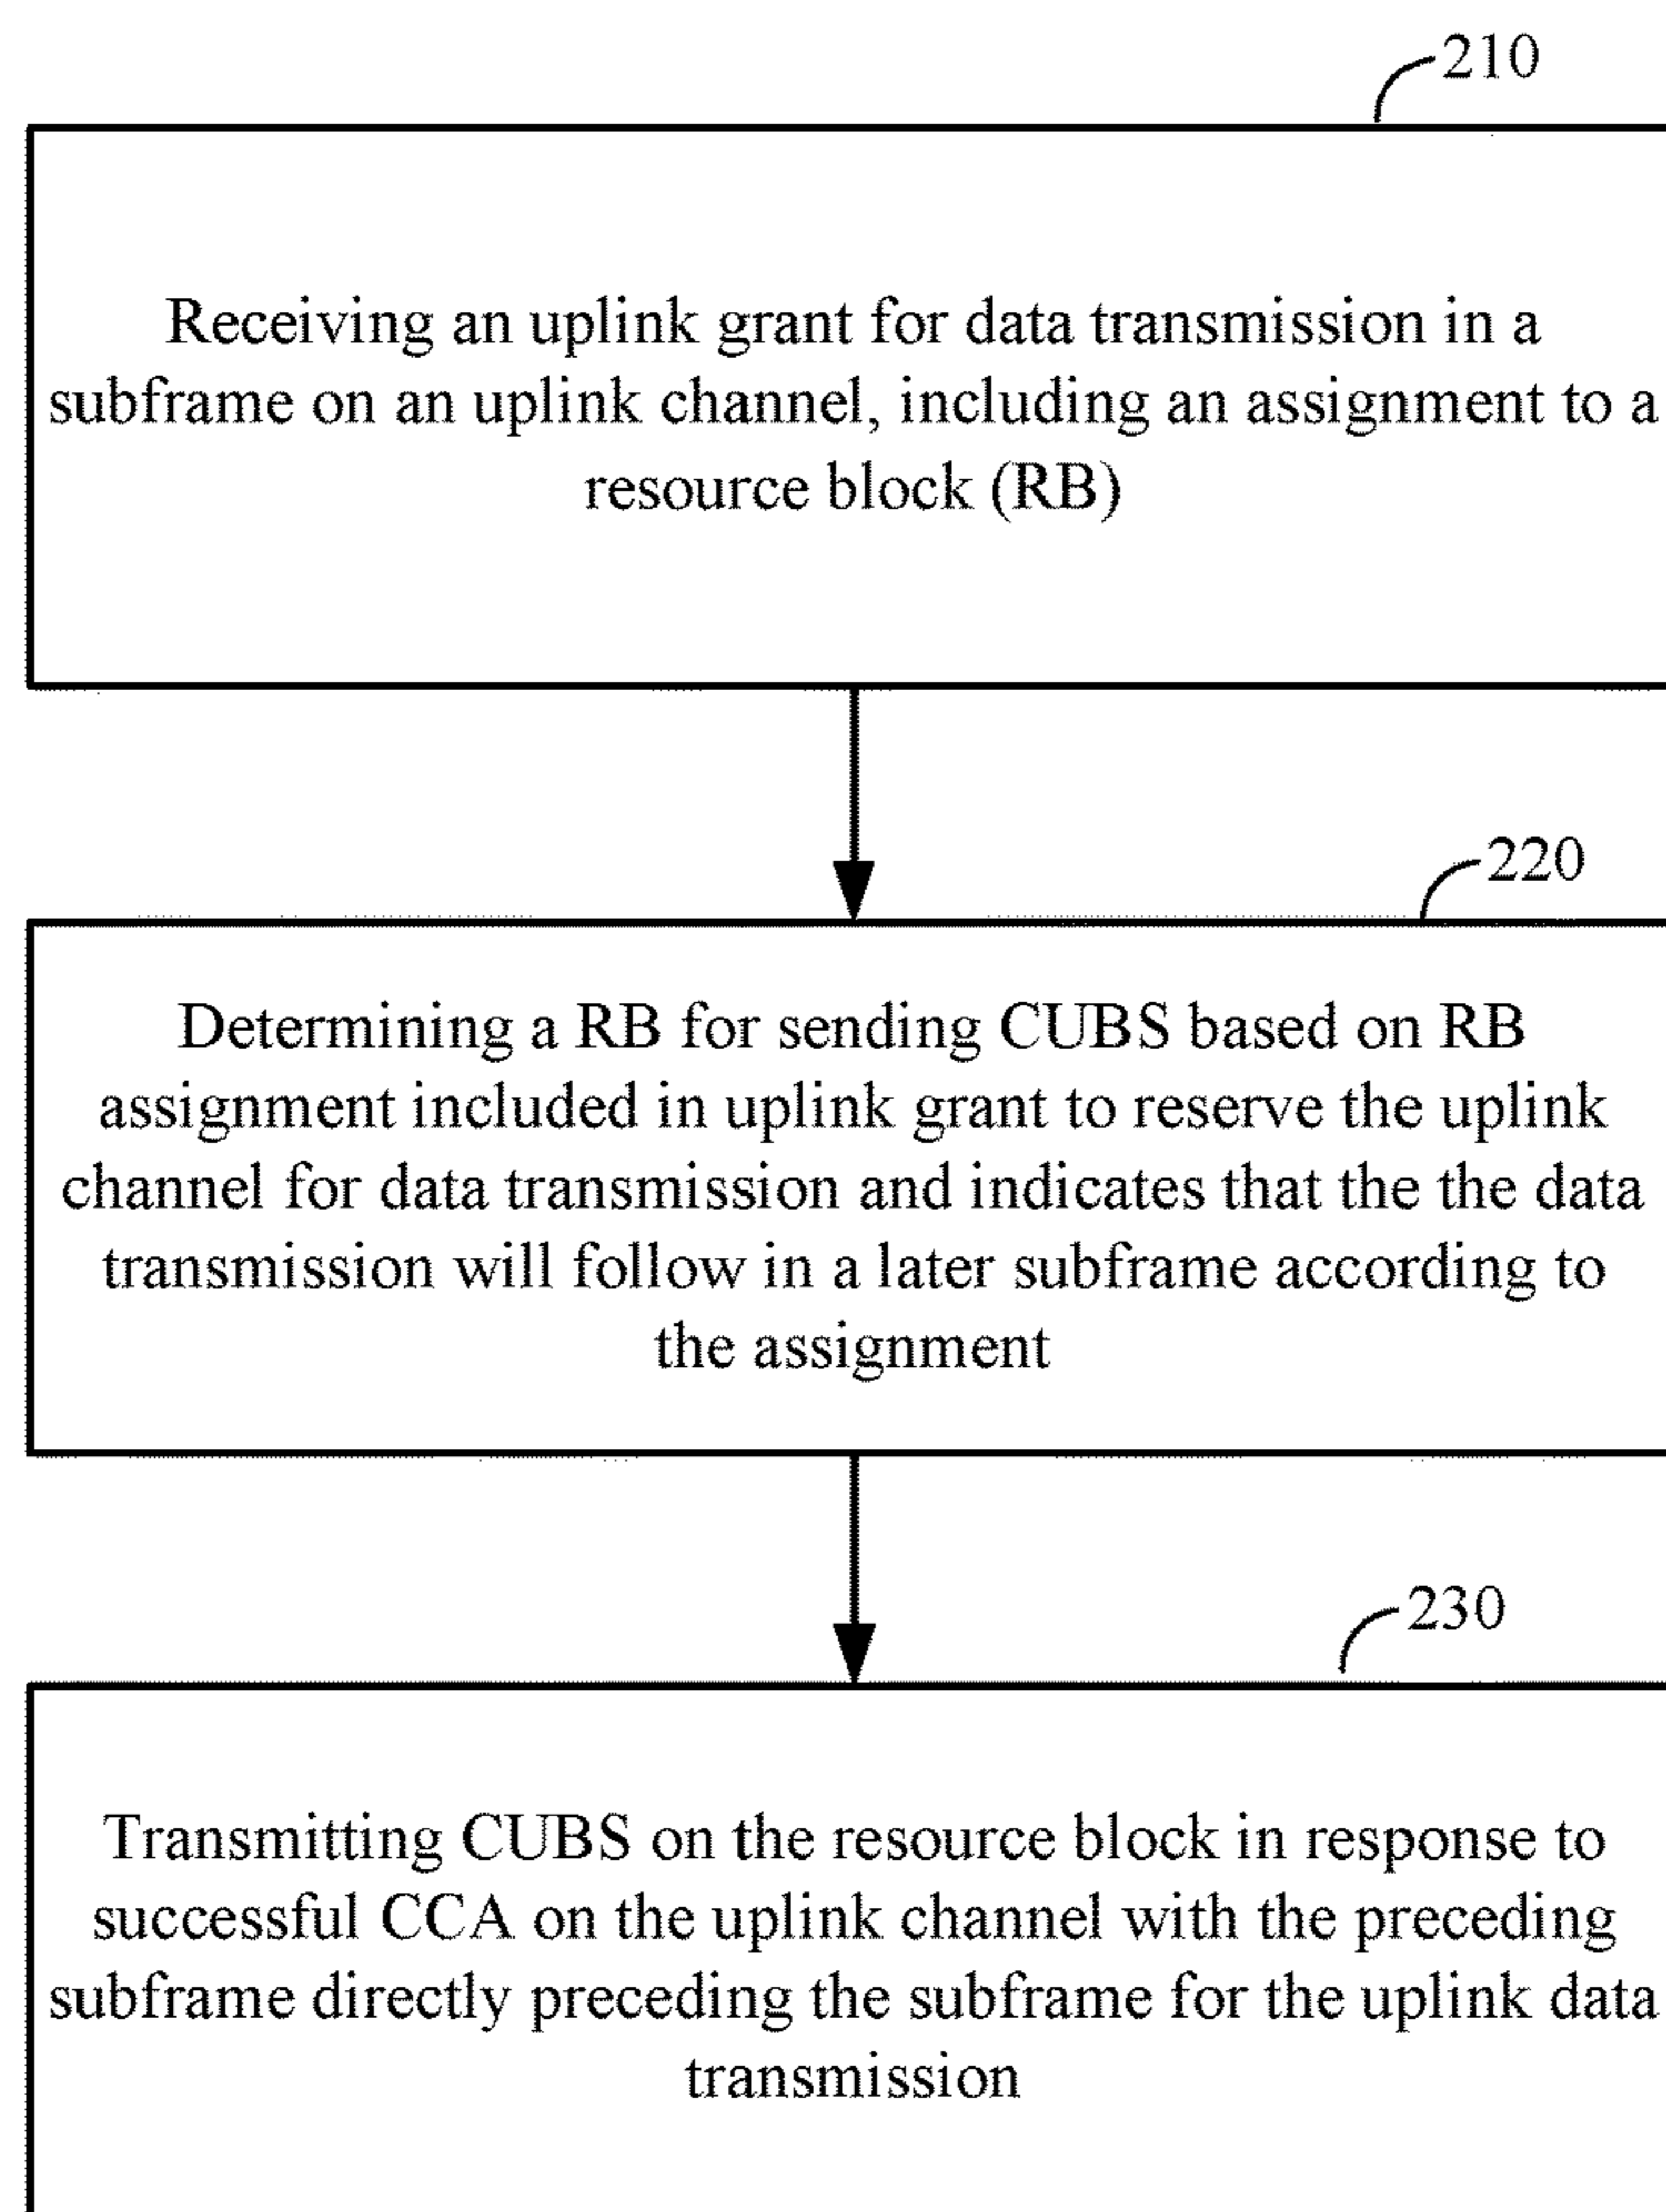 210
Receiving an uplink grant for data transmission in a
subframe on an uplink channel, including an assignment to a
resource block (RB)
220
Determining a RB for sending CUBS based on RB
assignment included in uplink grant to reserve the uplink
channel for data transmission and indicates that the the data
transmission will follow in a later subframe according to
the assignment
230
Transmitting CUBS on the resource block in response to
successful CCA on the uplink channel with the preceding
subframe directly preceding the subframe for the uplink data
transmission